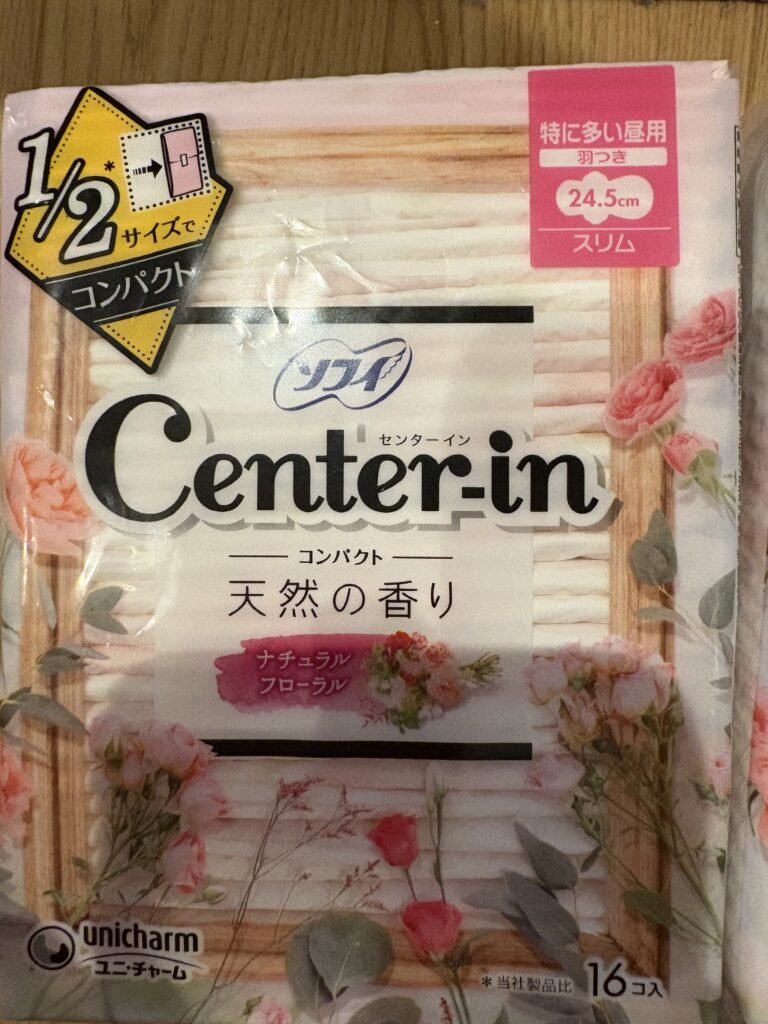 1/2*
サイズで
コンパクト
特に多い昼用
羽つき
24.5cm
スリム
ソフィ
センターイン
Center-in
コンパクト
天然の香り
ナチュラル
フローラル
unicharm
ユニ・チャーム
*当社製品比 16コ入